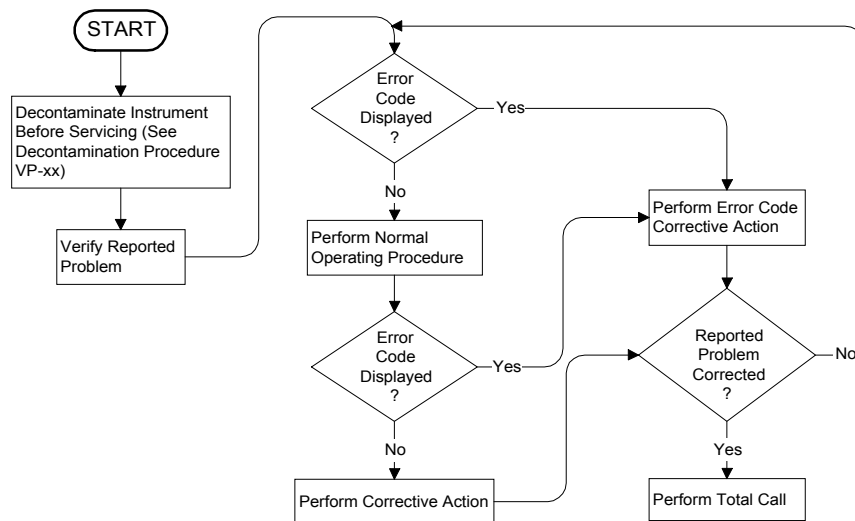 START
Decontaminate Instrument
Before Servicing (See
Decontamination Procedure
VP-xx)
Verify Reported
Problem
Error
Code
Displayed
?
Yes
No
Perform Normal
Operating Procedure
Error
Code
Displayed
?
Yes
No
Perform Corrective Action
Perform Error Code
Corrective Action
Reported
Problem
Corrected
?
No
Yes
Perform Total Call